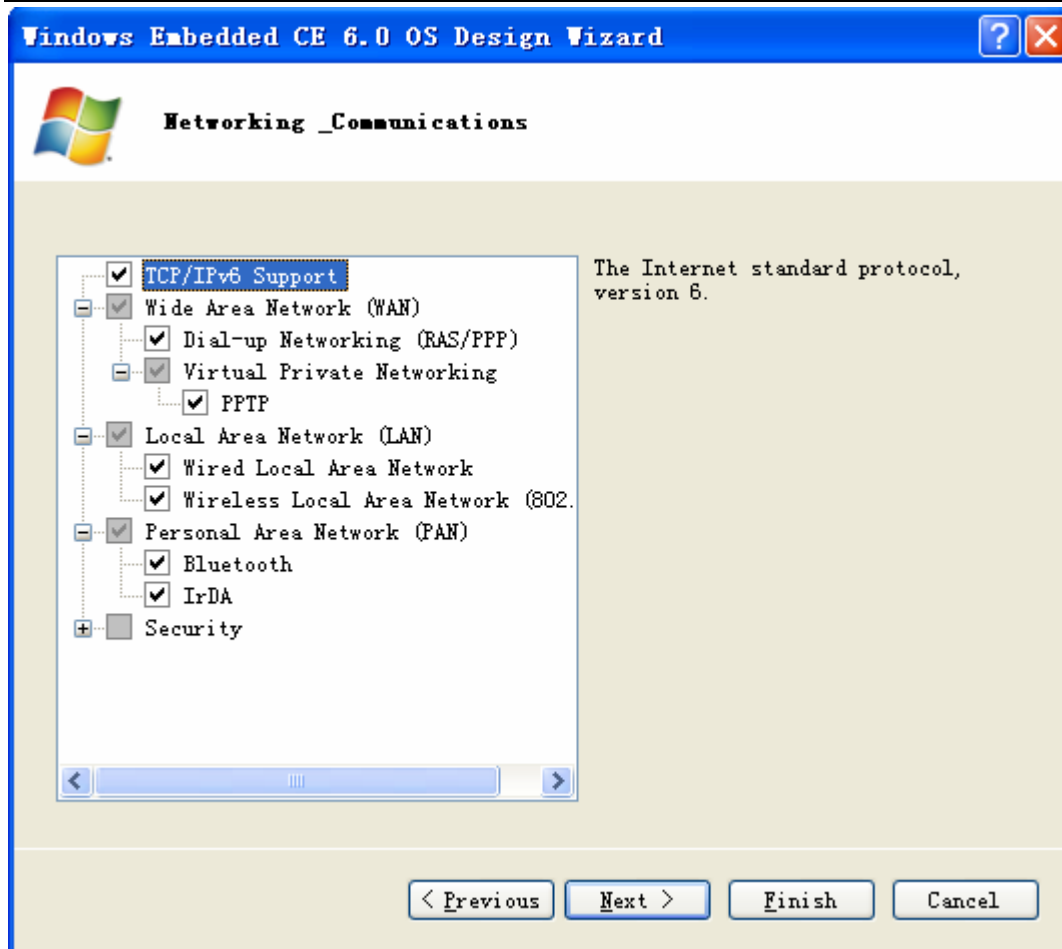 Windows Embedded CE 6.0 OS Design Wizard
Networking _Communications
TCP/IPv6 Support
Wide Area Network (WAN)
Dial-up Networking (RAS/PPP)
Virtual Private Networking
PPTP
Local Area Network (LAN)
Wired Local Area Network
Wireless Local Area Network (802.
Personal Area Network (PAN)
Bluetooth
IrDA
Security
The Internet standard protocol,
version 6.
< Previous
Next >
Finish
Cancel